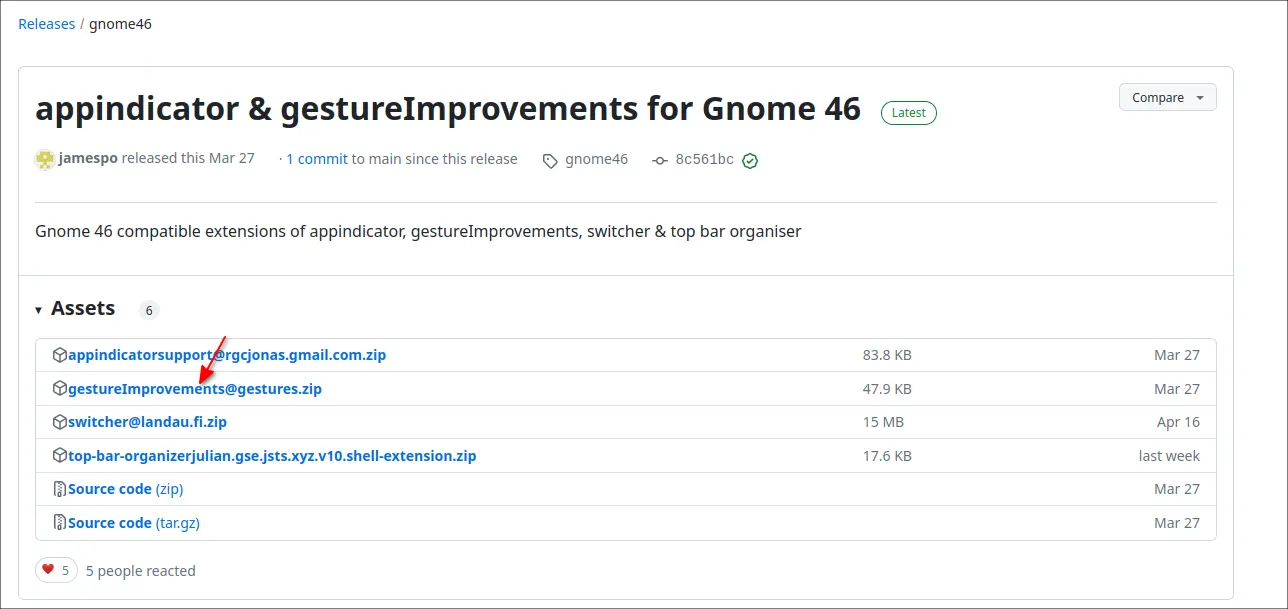 Releases / gnome46
appindicator & gestureImprovements for Gnome 46 Latest Compare
jamespo released this Mar 27 · 1 commit to main since this release gnome46 8c561bc
Gnome 46 compatible extensions of appindicator, gestureImprovements, switcher & top bar organiser
Assets 6
appindicatorsupport@rgcjonas.gmail.com.zip 83.8 KB Mar 27
gestureImprovements@gestures.zip 47.9 KB Mar 27
switcher@landau.fi.zip 15 MB Apr 16
top-bar-organizerjulian.gse.jsts.xyz.v10.shell-extension.zip 17.6 KB last week
Source code (zip) Mar 27
Source code (tar.gz) Mar 27
5 5 people reacted